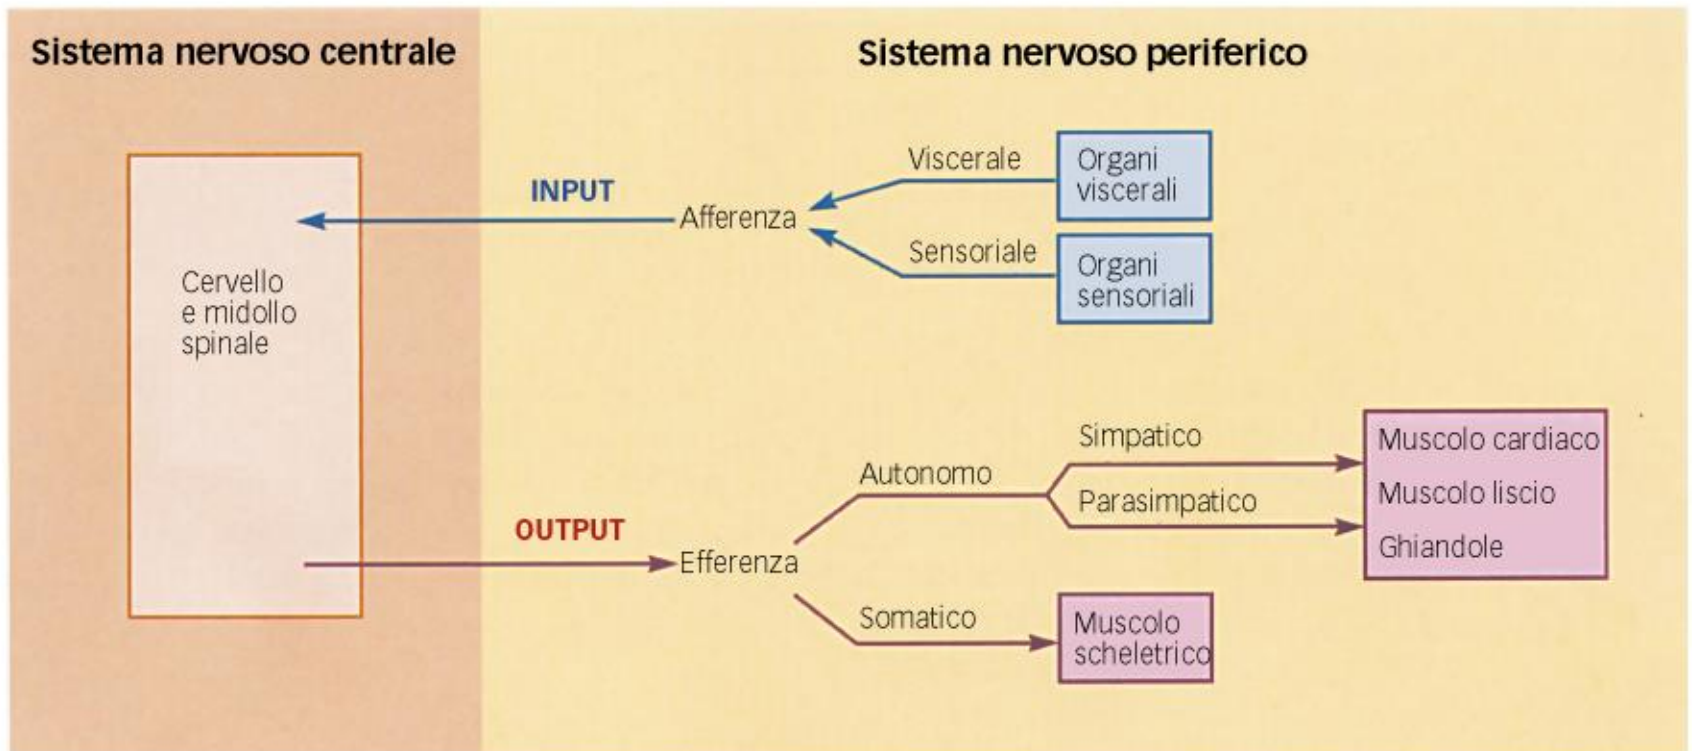 Sistema nervoso centrale
Sistema nervoso periferico
Cervello
e midollo
spinale
INPUT
Afferenza
Viscerale
Organi
viscerali
Sensoriale
Organi
sensoriali
OUTPUT
Efferenza
Autonomo
Simpatico
Parasimpatico
Muscolo cardiaco
Muscolo liscio
Ghiandole
Somatico
Muscolo
scheletrico